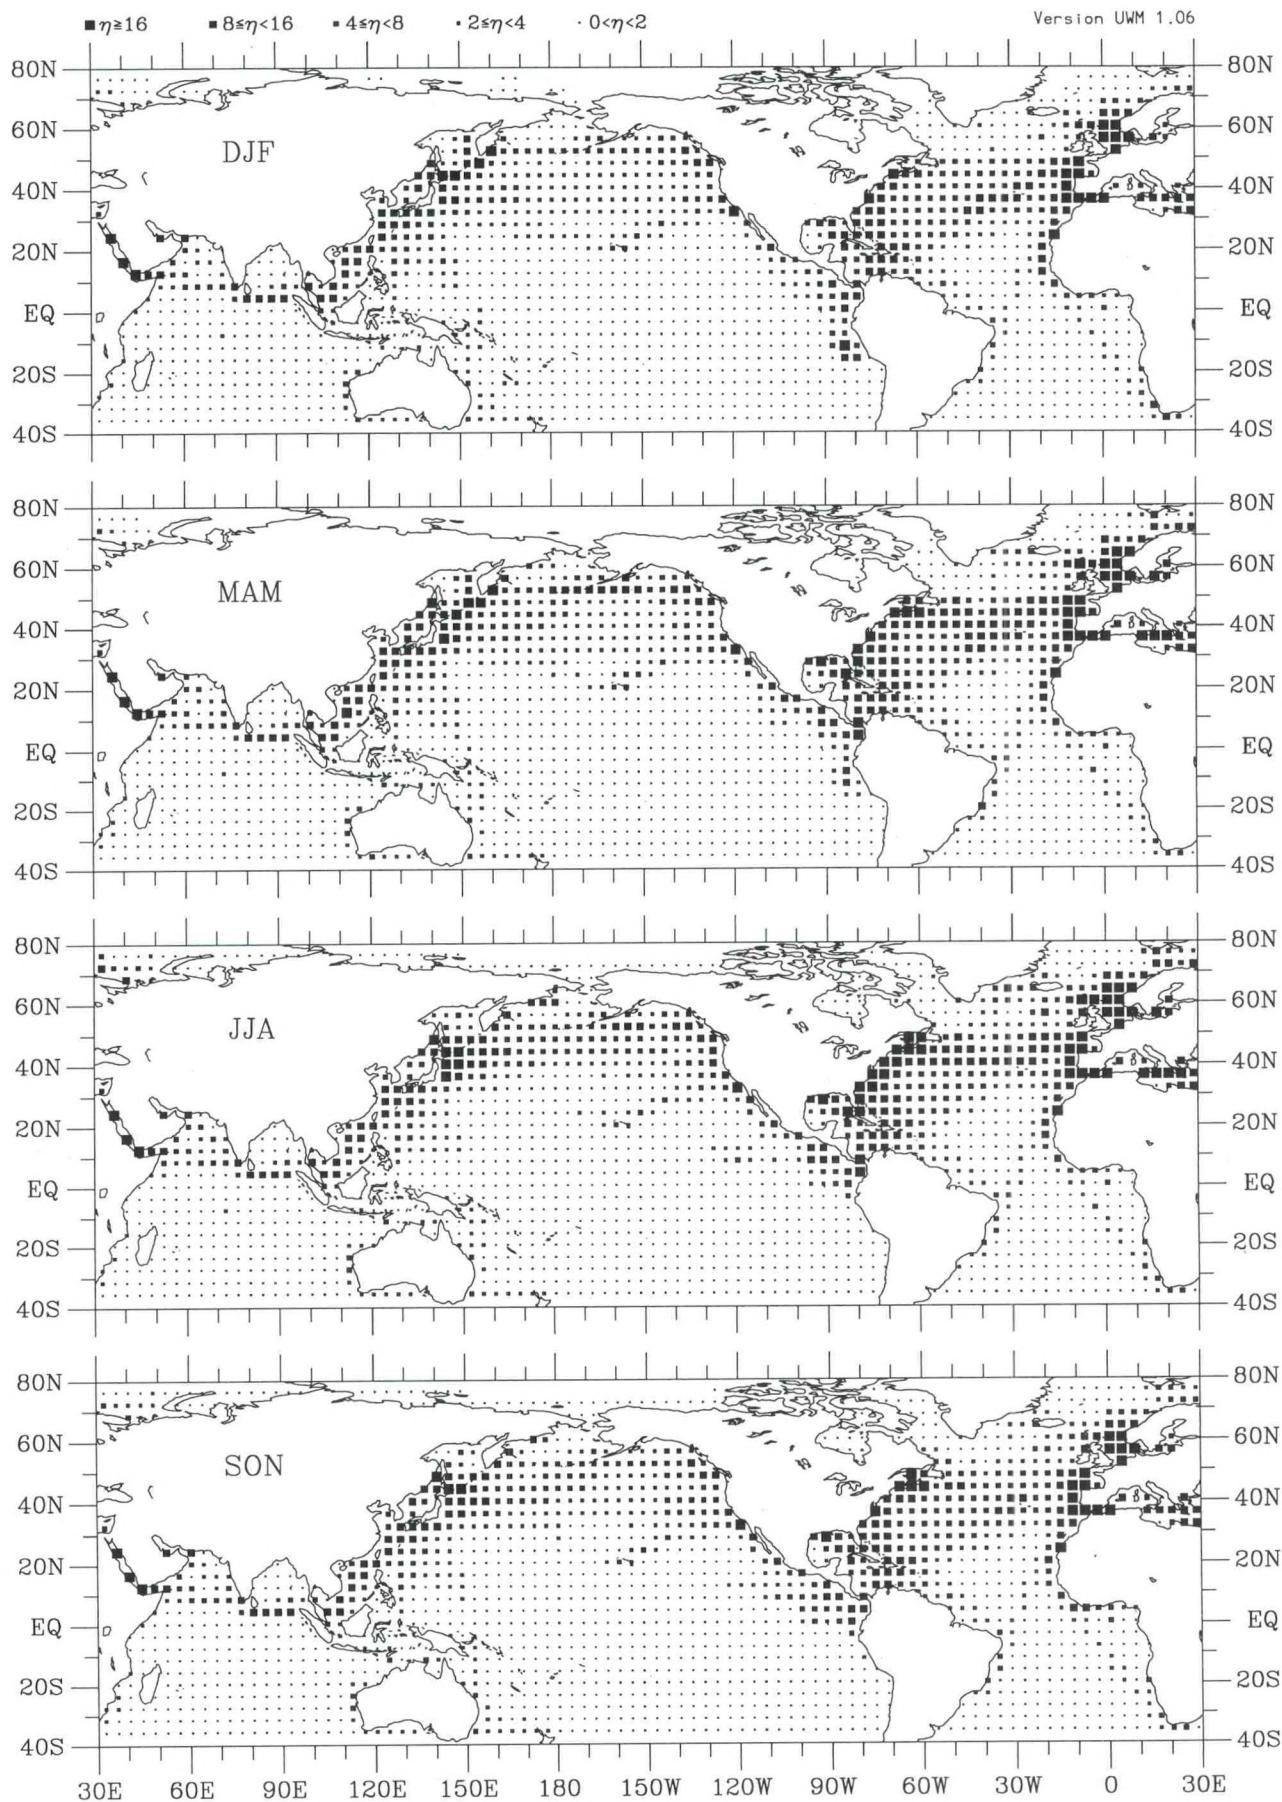 ■ η≥16 ■ 8≤η<16 ■ 4≤η<8 ▪ 2≤η<4 · 0<η<2
Version UWM 1.06
80N 80N
60N DJF 60N
40N 40N
20N 20N
EQ EQ
20S 20S
40S 40S
80N 80N
60N MAM 60N
40N 40N
20N 20N
EQ EQ
20S 20S
40S 40S
80N 80N
60N JJA 60N
40N 40N
20N 20N
EQ EQ
20S 20S
40S 40S
80N 80N
60N SON 60N
40N 40N
20N 20N
EQ EQ
20S 20S
40S 40S
30E 60E 90E 120E 150E 180 150W 120W 90W 60W 30W 0 30E